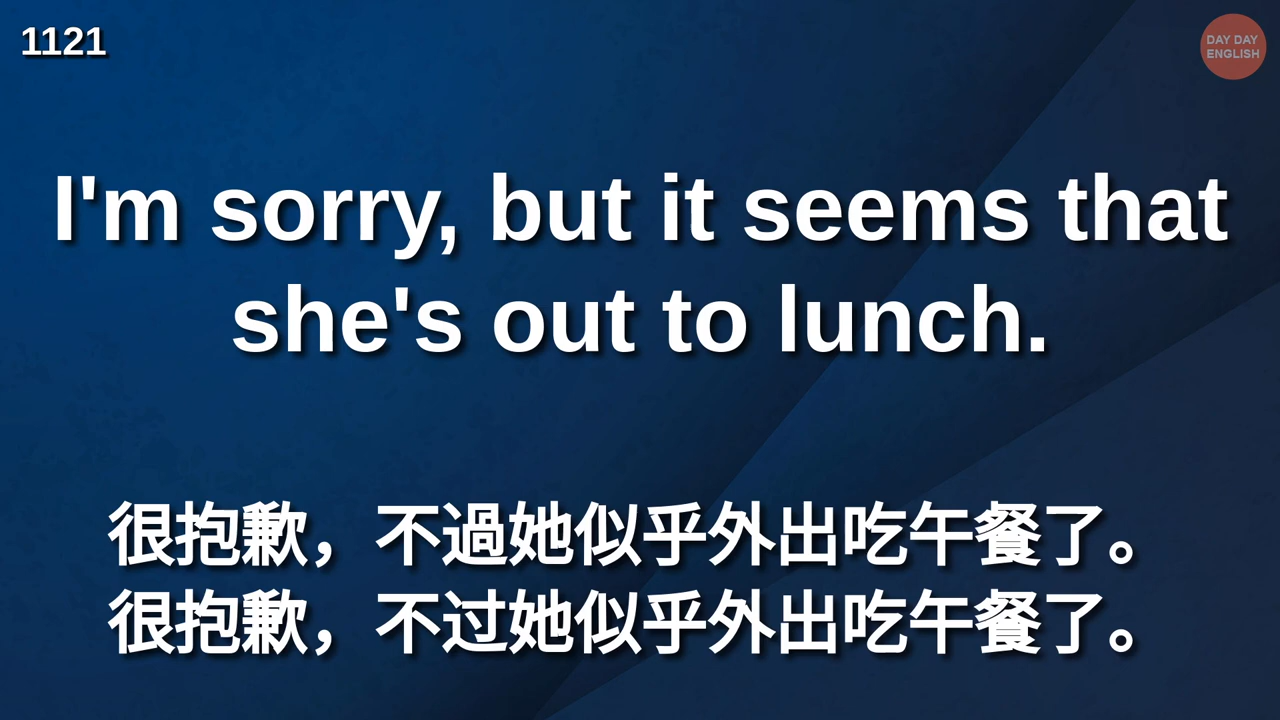 1121
DAY DAY
ENGLISH
I'm sorry, but it seems that
she's out to lunch.
很抱歉，不過她似乎外出吃午餐了。
很抱歉，不过她似乎外出吃午餐了。